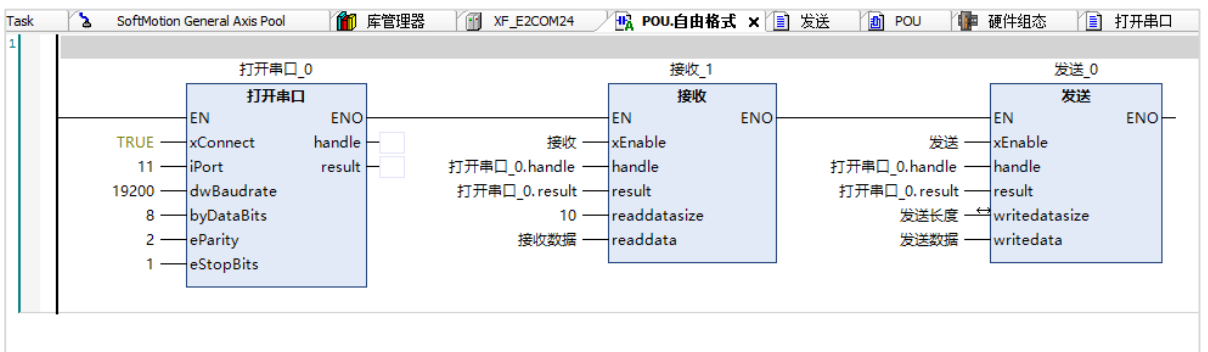 Task SoftMotion General Axis Pool 库管理器 XF_E2COM24 POU.自由格式 × 发送 POU 硬件组态 打开串口
1
打开串口_0 接收_1 发送_0
打开串口 接收 发送
EN ENO EN ENO EN ENO
TRUE xConnect handle 接收 xEnable 发送 xEnable
11 iPort result 打开串口_0.handle handle 打开串口_0.handle handle
19200 dwBaudrate 打开串口_0.result result 打开串口_0.result result
8 byDataBits 10 readdatasize 发送长度 writedatasize
2 eParity 接收数据 readdata 发送数据 writedata
1 eStopBits